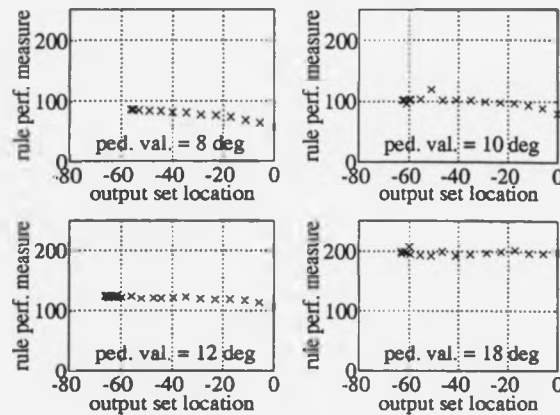 rule perf. measure
200
100
0
ped. val. = 8 deg
-80 -60 -40 -20 0
output set location
rule perf. measure
200
100
0
ped. val. = 10 deg
-80 -60 -40 -20 0
output set location
rule perf. measure
200
100
0
ped. val. = 12 deg
-80 -60 -40 -20 0
output set location
rule perf. measure
200
100
0
ped. val. = 18 deg
-80 -60 -40 -20 0
output set location